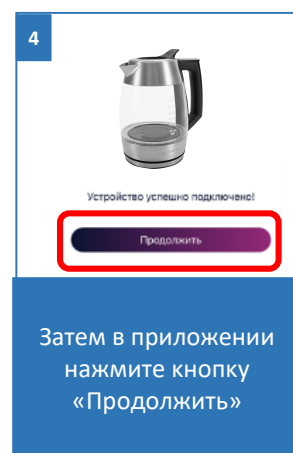 4
Устройство успешно подключено!
Продолжить
Затем в приложении
нажмите кнопку
«Продолжить»